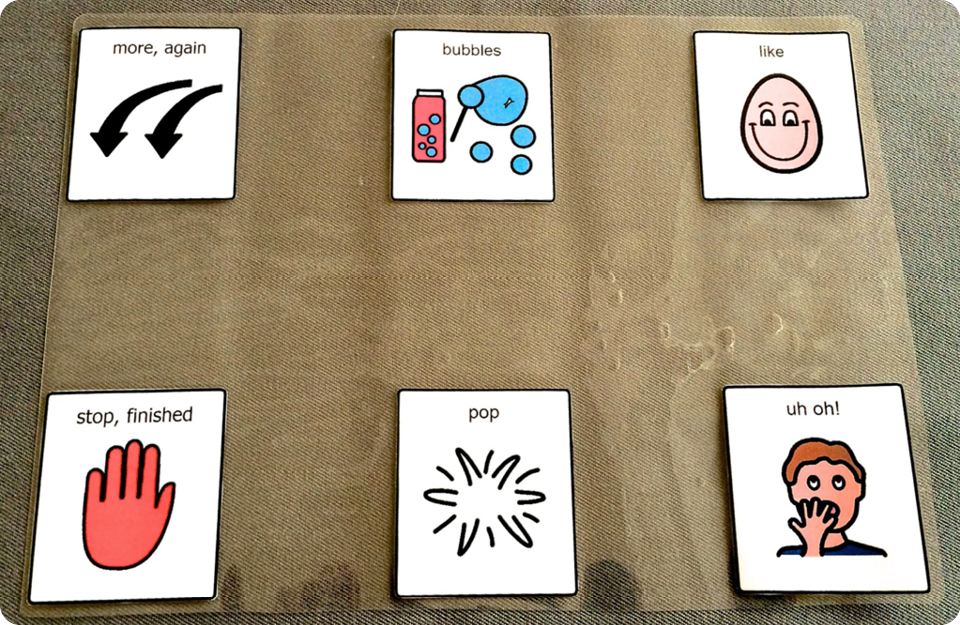 more, again
bubbles
like
stop, finished
pop
uh oh!